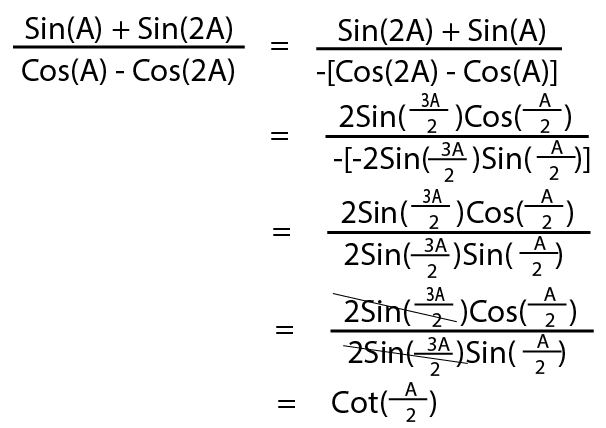 Sin(A) + Sin(2A) / Cos(A) - Cos(2A) = Sin(2A) + Sin(A) / -[Cos(2A) - Cos(A)]
= 2Sin(3A/2)Cos(A/2) / -[-2Sin(3A/2)Sin(A/2)]
= 2Sin(3A/2)Cos(A/2) / 2Sin(3A/2)Sin(A/2)
= 2Sin(3A/2)Cos(A/2) / 2Sin(3A/2)Sin(A/2)
= Cot(A/2)